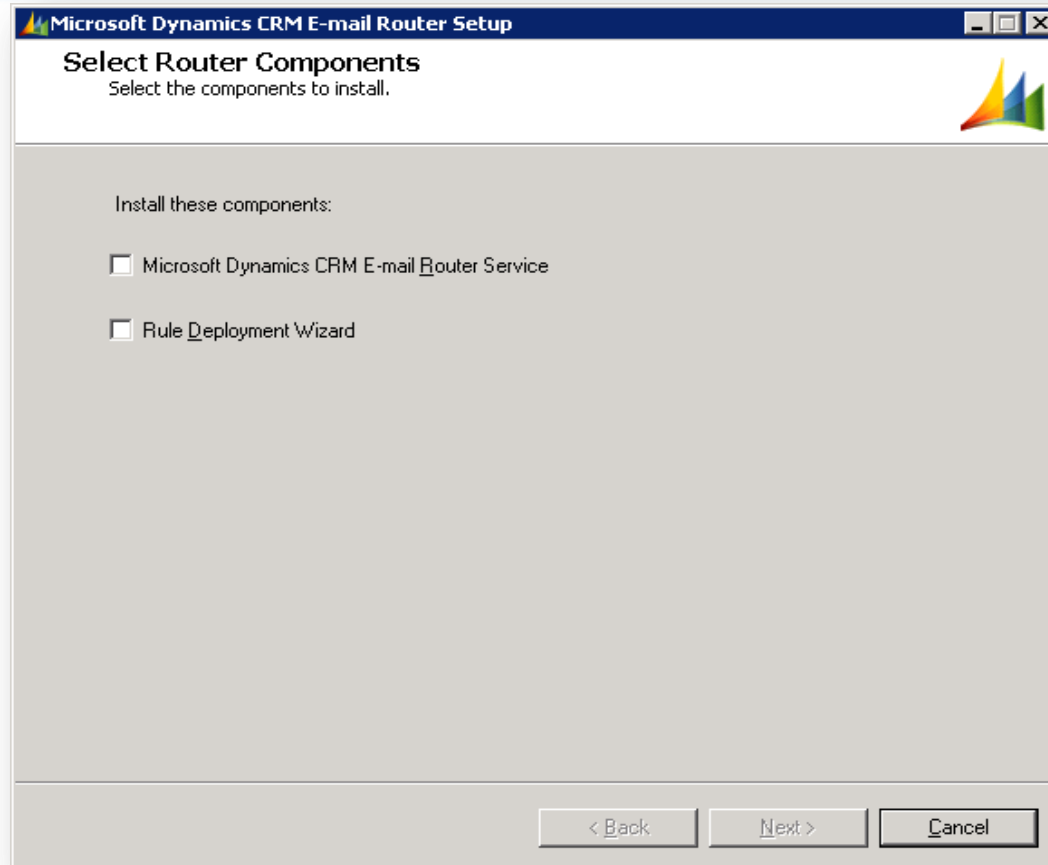 Microsoft Dynamics CRM E-mail Router Setup
Select Router Components
Select the components to install.
Install these components:
Microsoft Dynamics CRM E-mail Router Service
Rule Deployment Wizard
< Back
Next >
Cancel